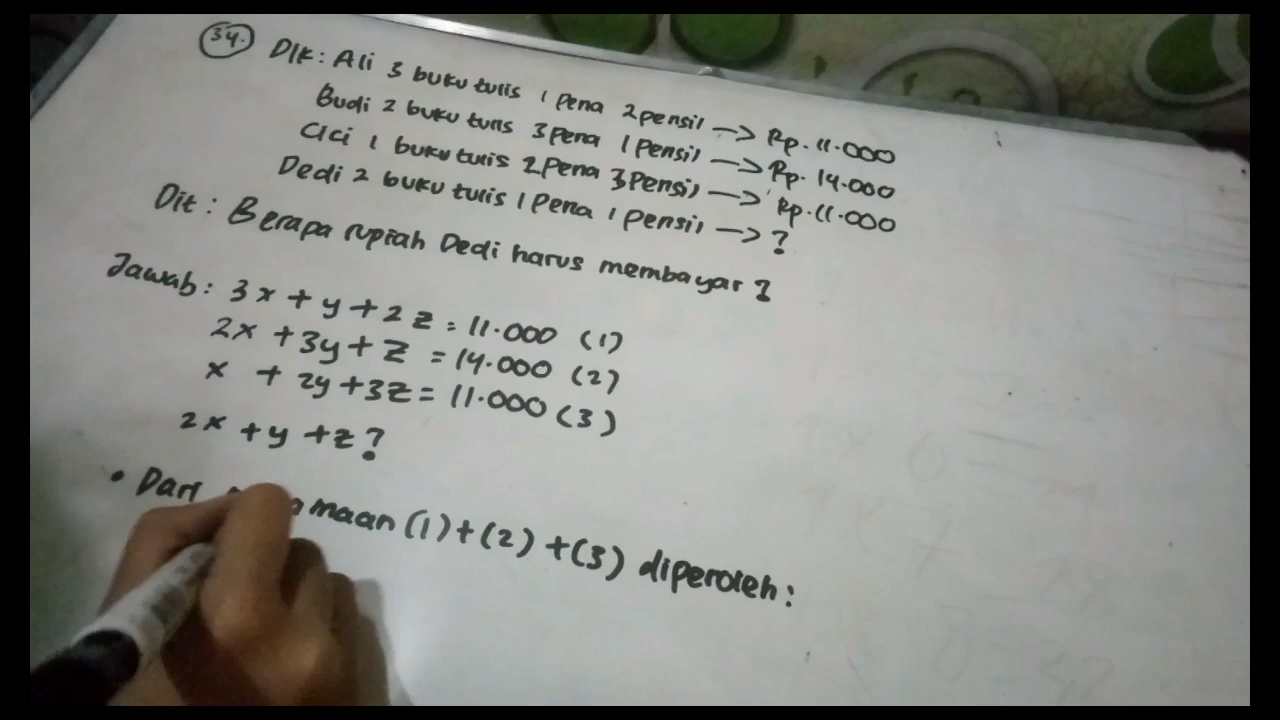 34. Dlk: Ali 3 buku tulis 1 pena 2 pensil -> Rp. 11.000
Budi 2 buku tulis 3 pena 1 pensil -> Rp. 14.000
Cici 1 buku tulis 2 pena 3 pensil -> Rp. 11.000
Dedi 2 buku tulis 1 pena 1 pensil -> ?
Dit: Berapa rupiah Dedi harus membayar?
Jawab: 3x + y + 2z = 11.000 (1)
2x + 3y + z = 14.000 (2)
x + 2y + 3z = 11.000 (3)
2x + y + z?
• Dari maan (1) + (2) + (3) diperoleh: